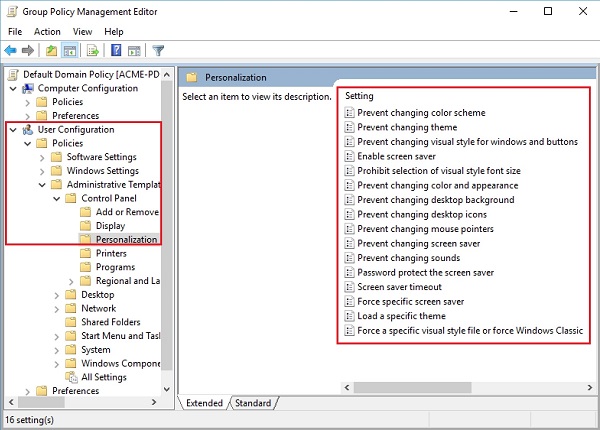 Group Policy Management Editor
File Action View Help
Default Domain Policy [ACME-PD
Computer Configuration
Policies
Preferences
User Configuration
Policies
Software Settings
Windows Settings
Administrative Templat
Control Panel
Add or Remove
Display
Personalization
Printers
Programs
Regional and La
Desktop
Network
Shared Folders
Start Menu and Task
System
Windows Compone
All Settings
Preferences
Personalization
Select an item to view its description.
Setting
Prevent changing color scheme
Prevent changing theme
Prevent changing visual style for windows and buttons
Enable screen saver
Prohibit selection of visual style font size
Prevent changing color and appearance
Prevent changing desktop background
Prevent changing desktop icons
Prevent changing mouse pointers
Prevent changing screen saver
Prevent changing sounds
Password protect the screen saver
Screen saver timeout
Force specific screen saver
Load a specific theme
Force a specific visual style file or force Windows Classic
Extended Standard
16 setting(s)